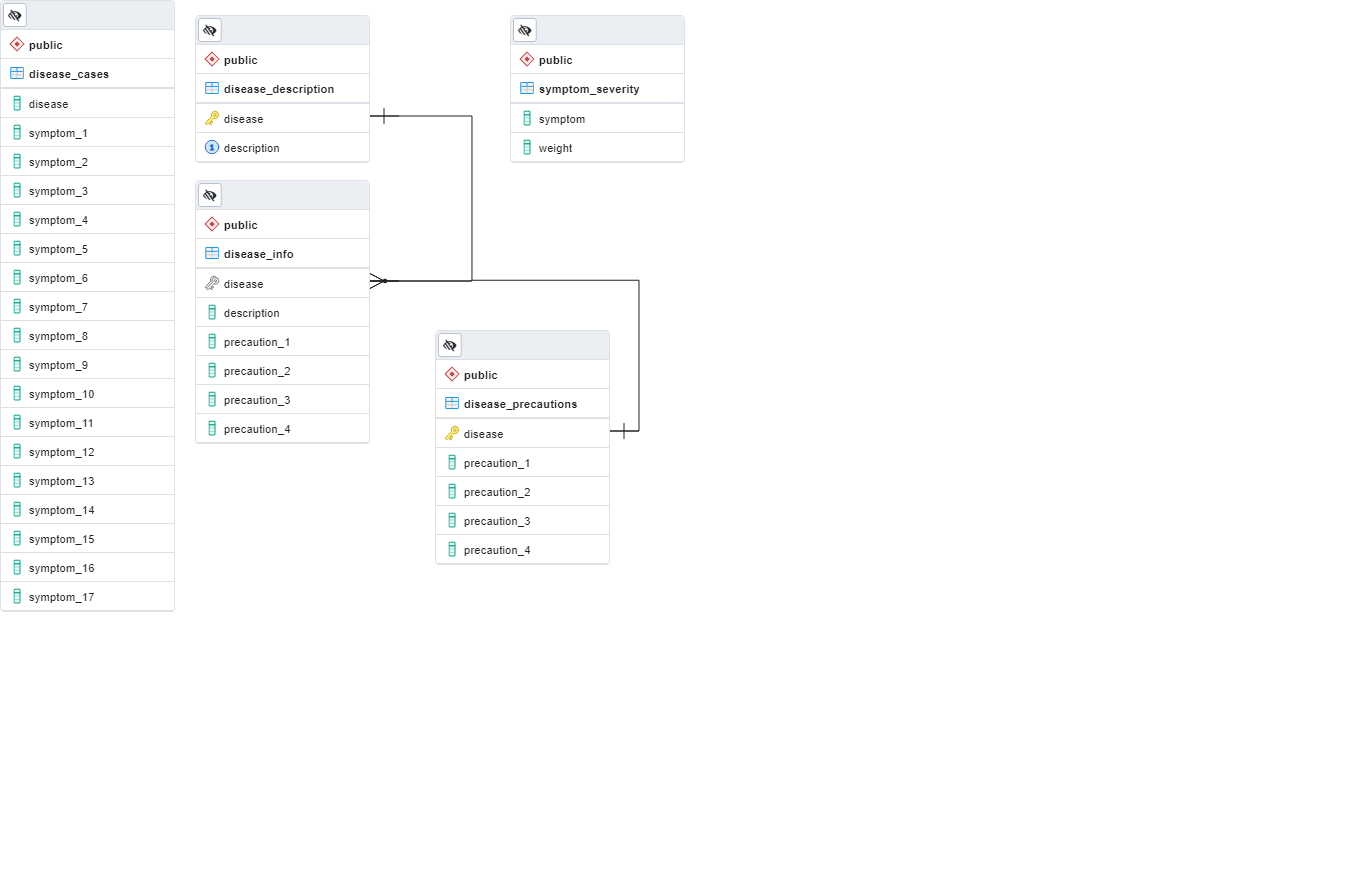 public
disease_cases
disease
symptom_1
symptom_2
symptom_3
symptom_4
symptom_5
symptom_6
symptom_7
symptom_8
symptom_9
symptom_10
symptom_11
symptom_12
symptom_13
symptom_14
symptom_15
symptom_16
symptom_17
public
disease_description
disease
1 description
public
disease_info
disease
description
precaution_1
precaution_2
precaution_3
precaution_4
public
symptom_severity
symptom
weight
public
disease_precautions
disease
precaution_1
precaution_2
precaution_3
precaution_4